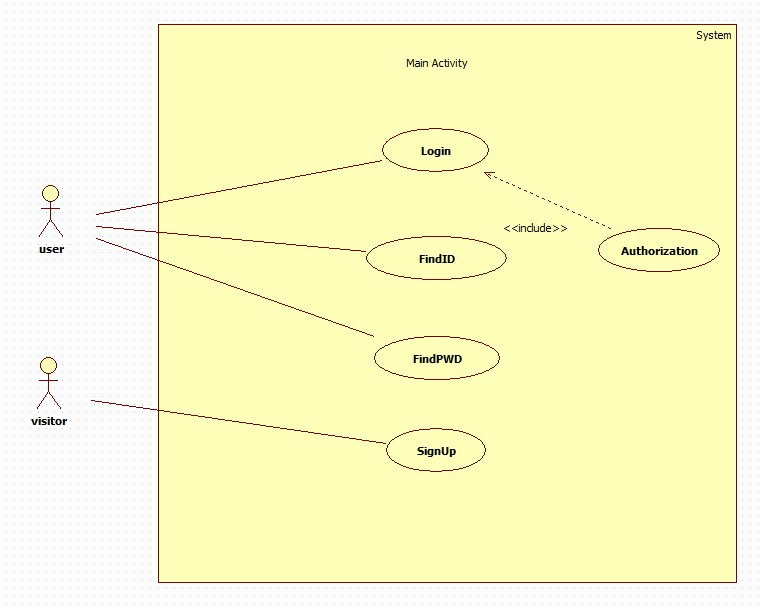 System
Main Activity
Login
user
<<include>>
Authorization
FindID
FindPWD
visitor
SignUp